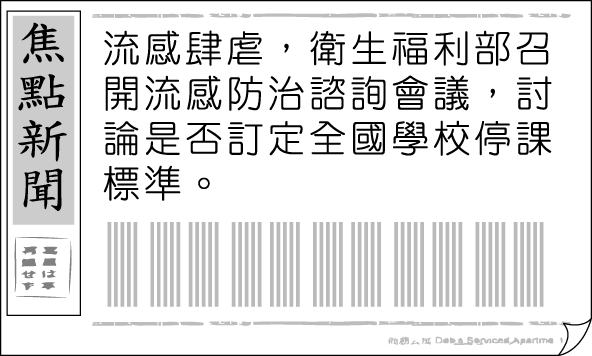 焦點新聞
流感肆虐，衛生福利部召
開流感防治諮詢會議，討
論是否訂定全國學校停課
標準。